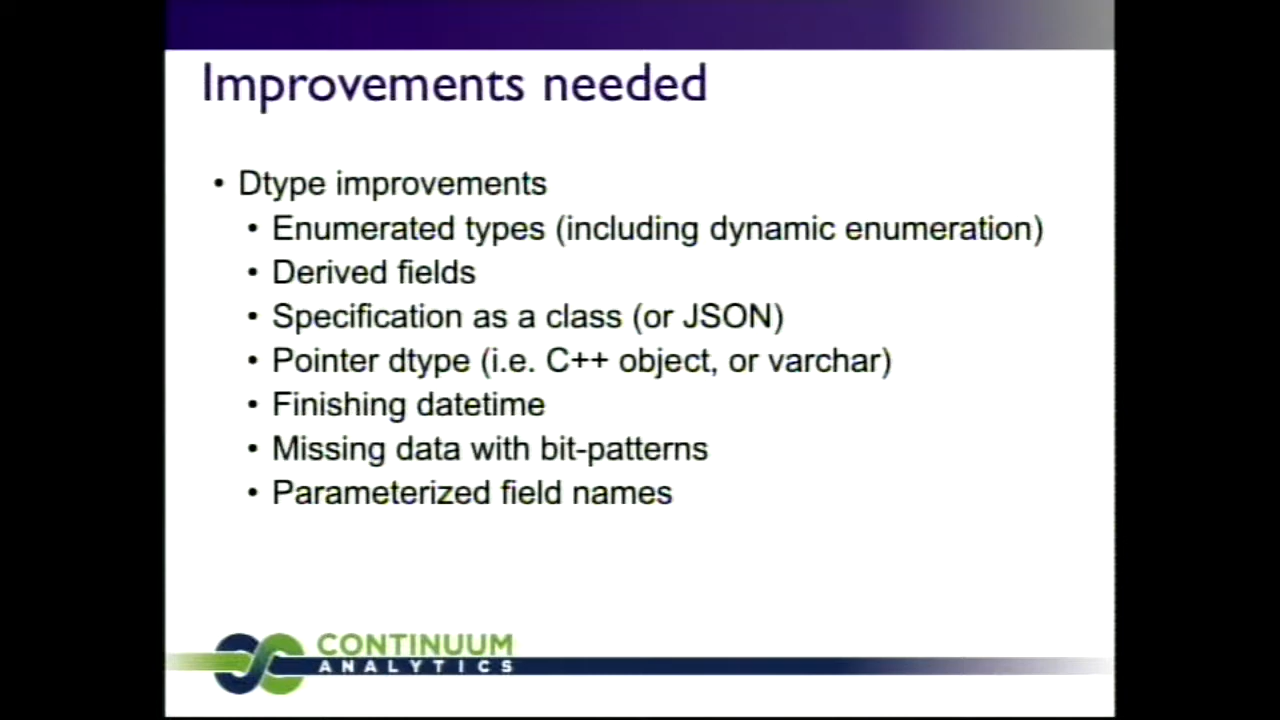 Improvements needed
• Dtype improvements
• Enumerated types (including dynamic enumeration)
• Derived fields
• Specification as a class (or JSON)
• Pointer dtype (i.e. C++ object, or varchar)
• Finishing datetime
• Missing data with bit-patterns
• Parameterized field names
CONTINUUM
ANALYTICS